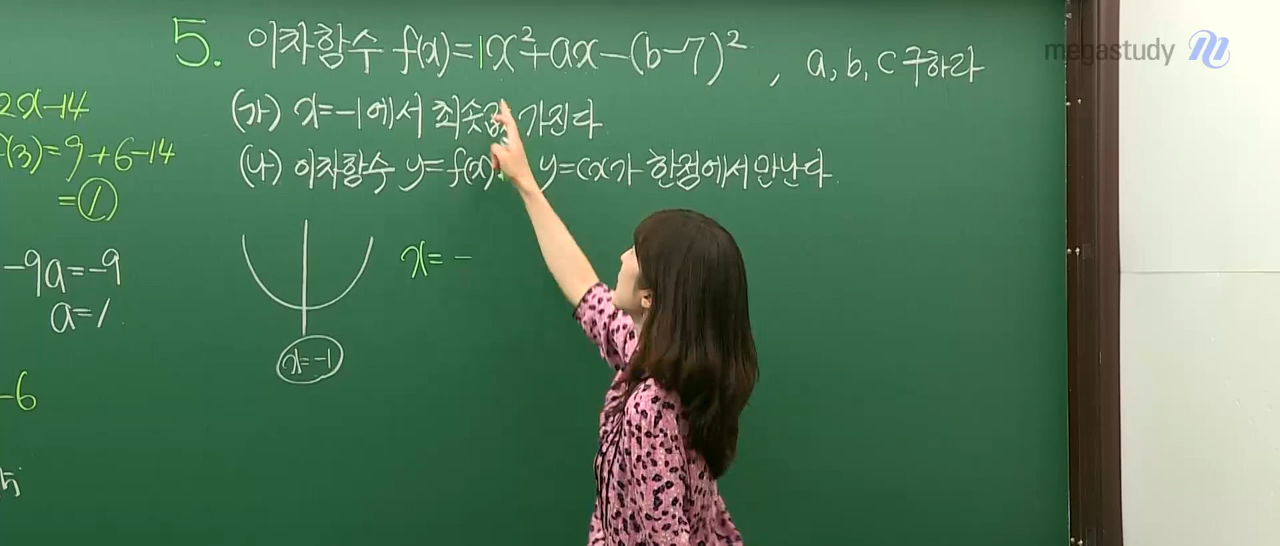 5. 이차함수 f(x)=1x²+ax-(b-7)² , a, b, c 구하라
megastudy
(가) x=-1에서 최솟값 가진다
(나) 이차함수 y=f(x) y=cx가 한점에서 만난다
2x-14
(3)=9+6-14
=①
-9a=-9
a=1
-6
x=-
x=-1